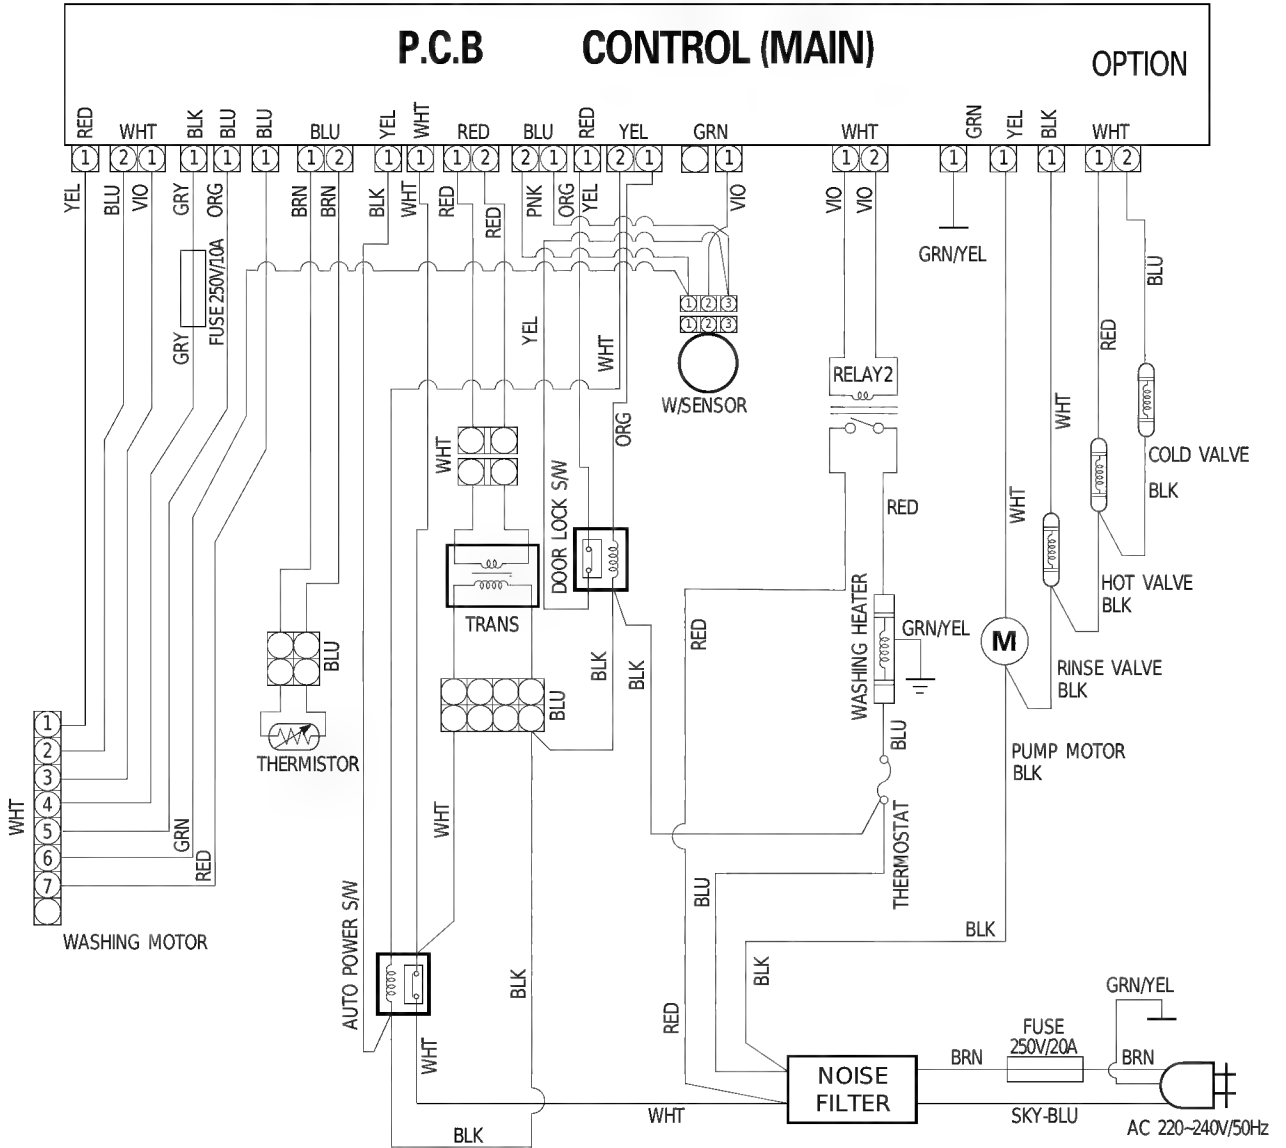 P.C.B CONTROL (MAIN)
OPTION
RED WHT BLK BLU BLU BLU YEL WHT RED BLU RED YEL GRN WHT GRN YEL BLK WHT
1 2 1 1 1 1 1 2 1 1 1 2 2 1 1 2 1 1 1 2 1 1 1 1 2
YEL BLU VIO GRY ORG BRN BRN BLK WHT RED RED PNK ORG YEL VIO VIO VIO
GRN/YEL
FUSE 250V/10A
GRY
BLU
YEL
WHT
RED
1 2 3
1 2 3
W/SENSOR
RELAY2
WHT
ORG
WHT
COLD VALVE
BLK
DOOR LOCK S/W
RED
WHT
HOT VALVE
BLK
TRANS
BLU
BLK
BLK
RED
WASHING HEATER
GRN/YEL
M
RINSE VALVE
BLK
BLU
BLU
PUMP MOTOR
BLK
THERMISTOR
1
2
3
4
5
6
7
WHT
GRN
RED
WASHING MOTOR
WHT
THERMOSTAT
BLU
AUTO POWER S/W
BLK
BLK
BLK
RED
GRN/YEL
WHT
FUSE
250V/20A
BRN
BRN
NOISE
FILTER
WHT
SKY-BLU
AC 220~240V/50Hz
BLK